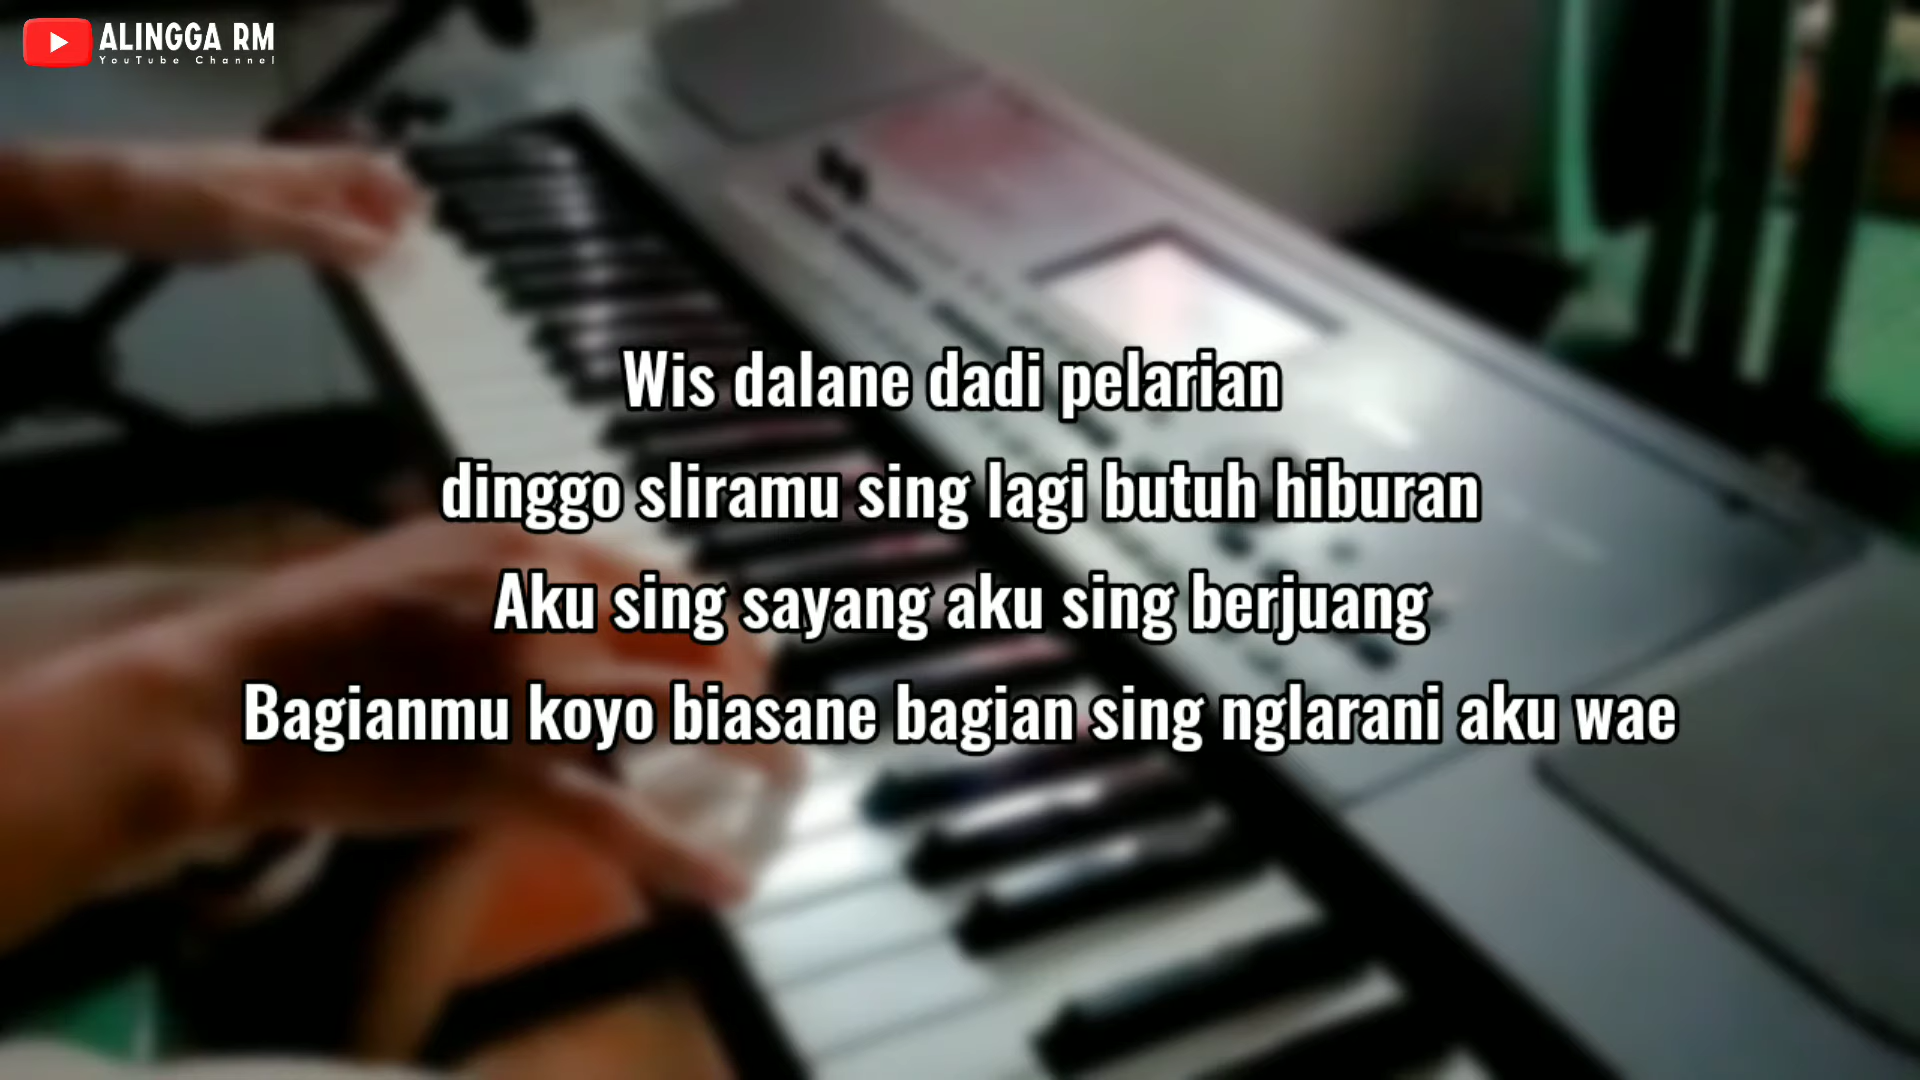 ALINGGA RM
YouTube Channel
Wis dalane dadi pelarian
dinggo sliramu sing lagi butuh hiburan
Aku sing sayang aku sing berjuang
Bagianmu koyo biasane bagian sing nglarani aku wae